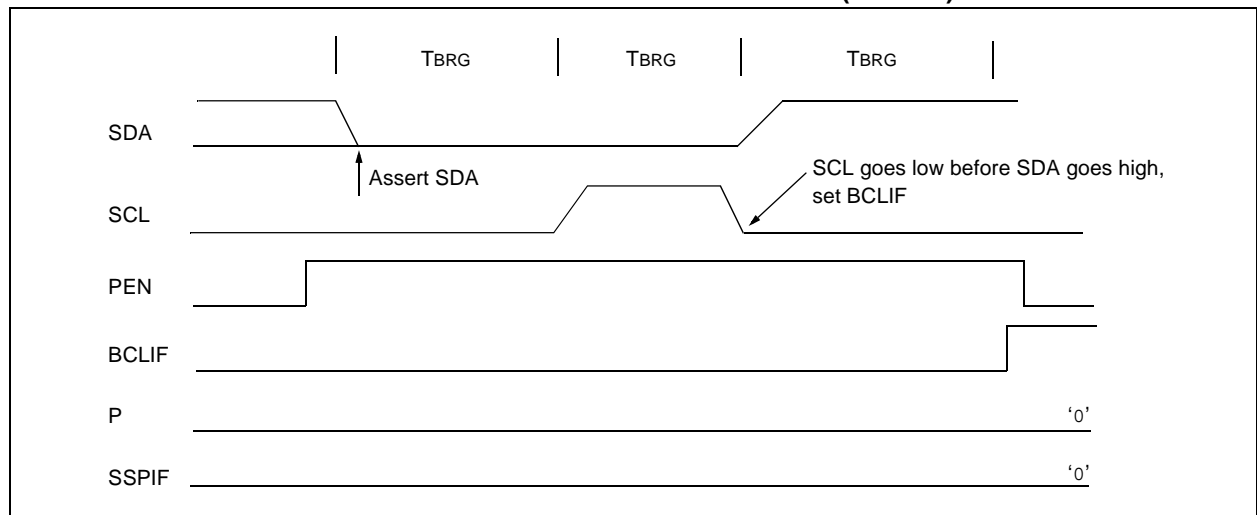 TBRG TBRG TBRG
SDA
Assert SDA
SCL goes low before SDA goes high,
set BCLIF
SCL
PEN
BCLIF
P '0'
SSPIF '0'